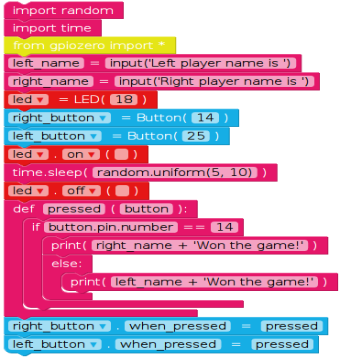 import random
import time
from gpiozero import *
left_name = input('Left player name is ')
right_name = input('Right player name is ')
led ▾ = LED( 18 )
right_button ▾ = Button( 14 )
left_button ▾ = Button( 25 )
led ▾ . on ▾ ( )
time.sleep( random.uniform(5, 10) )
led ▾ . off ▾ ( )
def pressed ( button ):
if button.pin.number == 14
print( right_name + 'Won the game!' )
else:
print( left_name + 'Won the game!' )
right_button ▾ . when_pressed = pressed
left_button ▾ . when_pressed = pressed